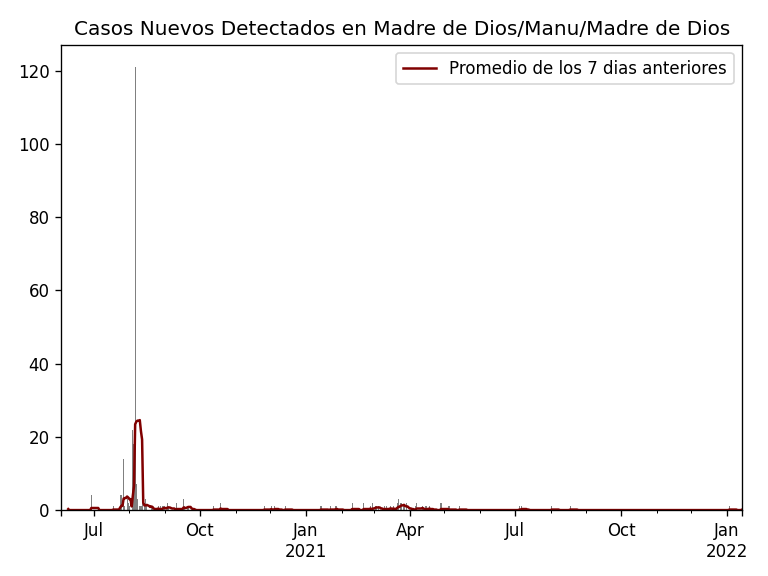 Casos Nuevos Detectados en Madre de Dios/Manu/Madre de Dios
Promedio de los 7 dias anteriores
120
100
80
60
40
20
0
Jul Oct Jan Apr Jul Oct Jan
2021 2022